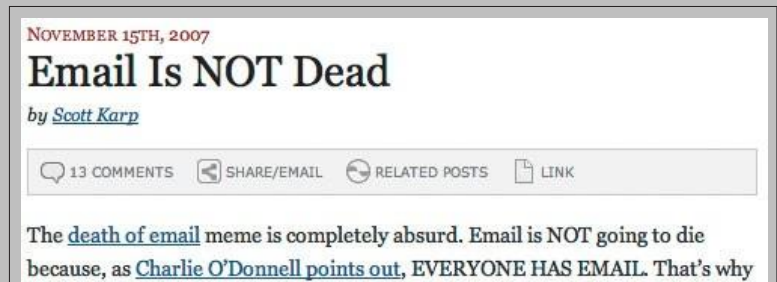 NOVEMBER 15TH, 2007
Email Is NOT Dead
by Scott Karp
13 COMMENTS SHARE/EMAIL RELATED POSTS LINK
The death of email meme is completely absurd. Email is NOT going to die
because, as Charlie O'Donnell points out, EVERYONE HAS EMAIL. That's why